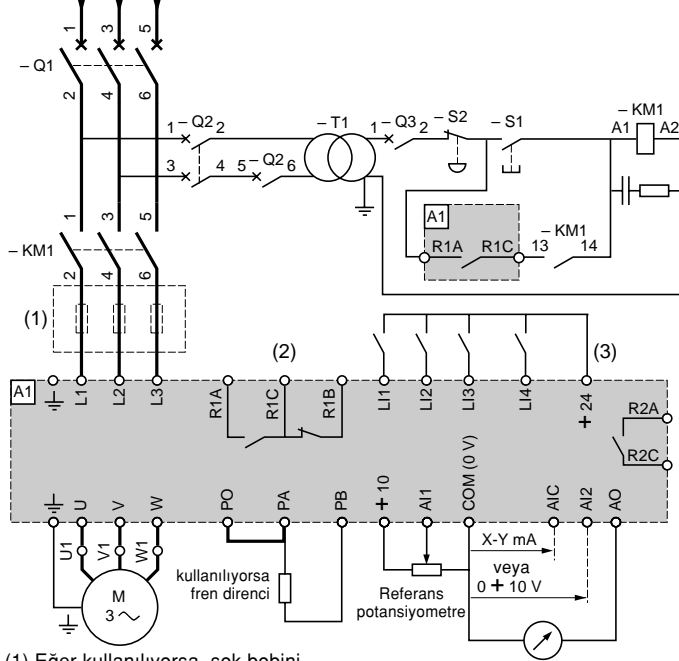 1 3 5
– Q1
2 4 6
1 – Q2 2
– T1
1 – Q3 2
– S2
– S1
– KM1
A1 A2
3 4 5 – Q2 6
A1
R1A R1C
– KM1
13 14
1 3 5
– KM1
2 4 6
(1)
(2)
(3)
A1
L1 L2 L3
R1A R1C R1B
LI1 LI2 LI3 LI4 + 24
R2A
R2C
U V W
PO PA PB
+ 10 AI1 COM (0 V) AIC AI2 AO
U1 V1 W1
M
3
kullanılıyorsa
fren direnci
Referans
potansiyometre
X-Y mA
veya
0 + 10 V
(1) Eğer kullanılıyorsa, şok bobini